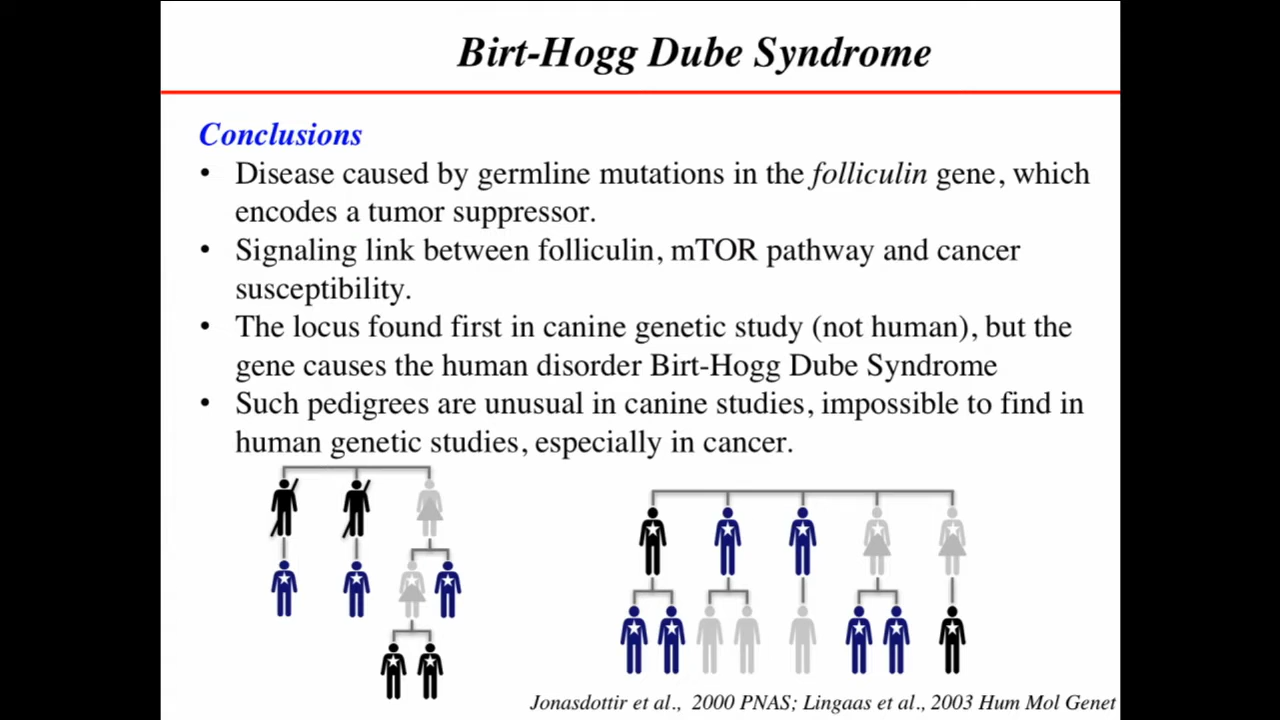 Birt-Hogg Dube Syndrome
Conclusions
• Disease caused by germline mutations in the folliculin gene, which
encodes a tumor suppressor.
• Signaling link between folliculin, mTOR pathway and cancer
susceptibility.
• The locus found first in canine genetic study (not human), but the
gene causes the human disorder Birt-Hogg Dube Syndrome
• Such pedigrees are unusual in canine studies, impossible to find in
human genetic studies, especially in cancer.
Jonasdottir et al., 2000 PNAS; Lingaas et al., 2003 Hum Mol Genet